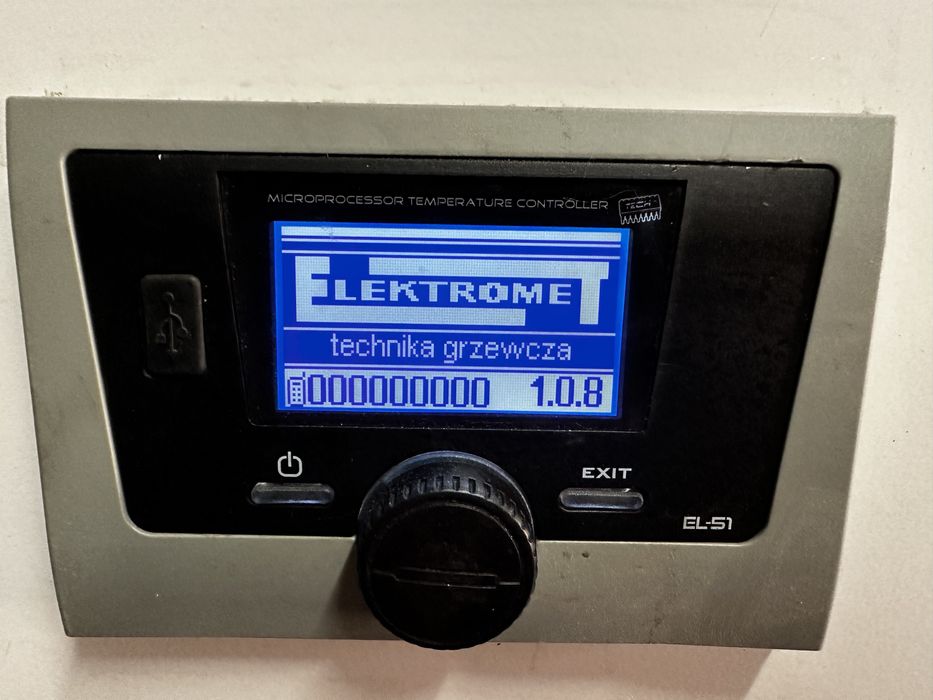 MICROPROCESSOR TEMPERATURE CONTROLLER TECH
ELEKTROMET
technika grzewcza
000000000 1.0.8
EXIT
EL-51